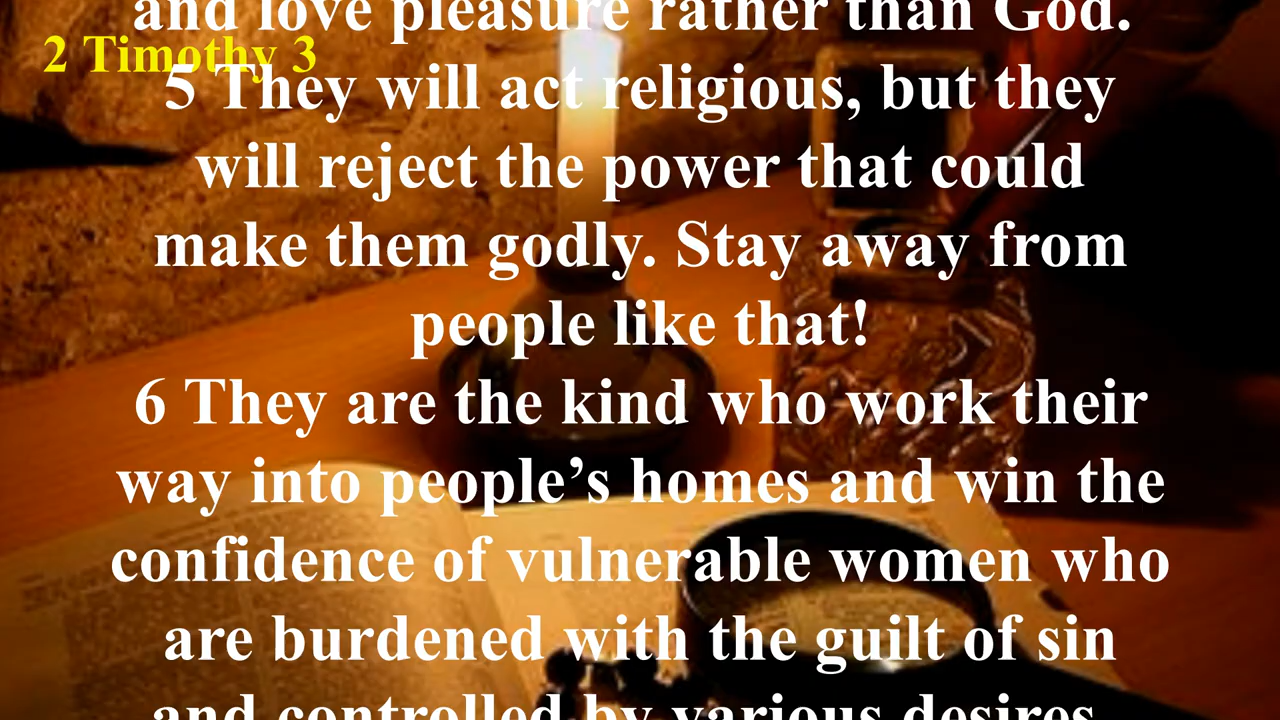 and love pleasure rather than God.
2 Timothy 3
5 They will act religious, but they
will reject the power that could
make them godly. Stay away from
people like that!
6 They are the kind who work their
way into people’s homes and win the
confidence of vulnerable women who
are burdened with the guilt of sin
and controlled by various desires.